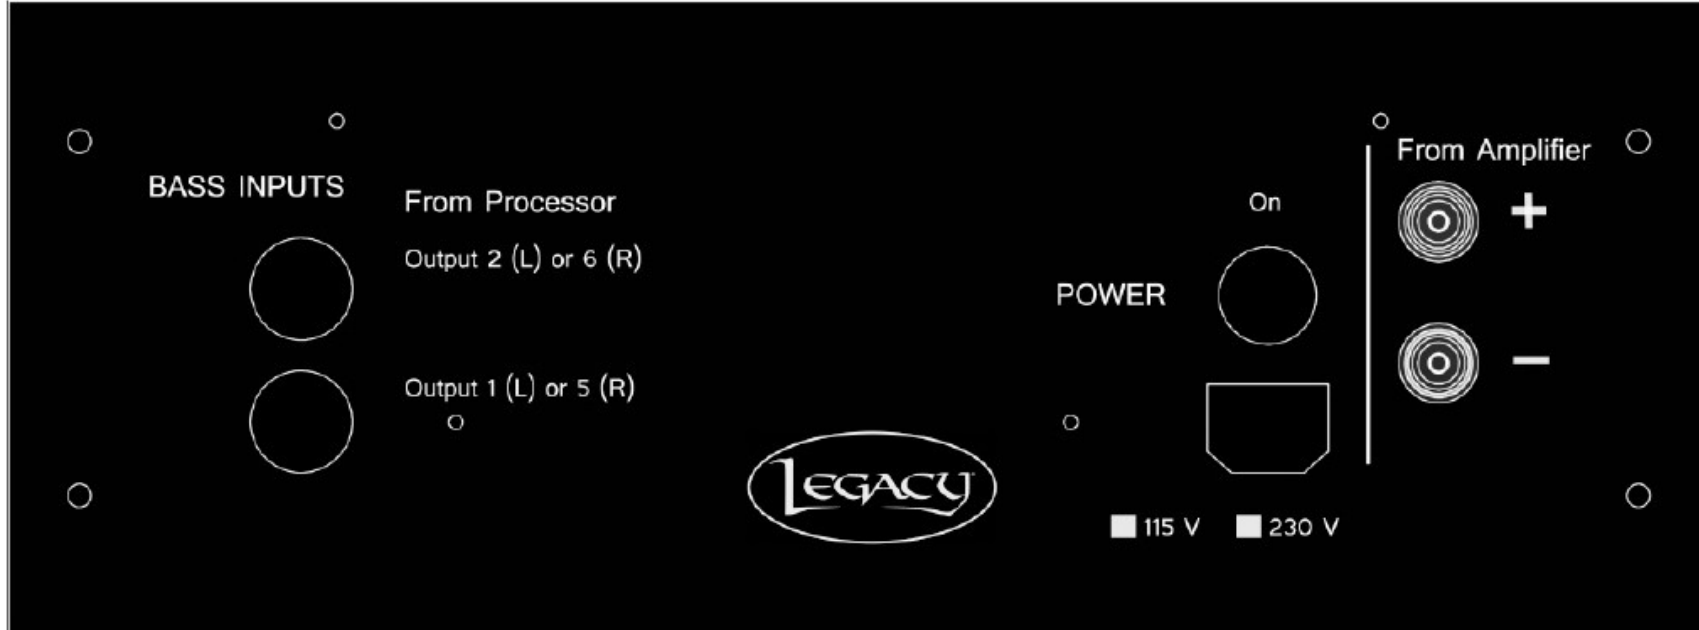 BASS INPUTS
From Processor
Output 2 (L) or 6 (R)
Output 1 (L) or 5 (R)
LEGACY
On
POWER
115 V
230 V
From Amplifier
+
−